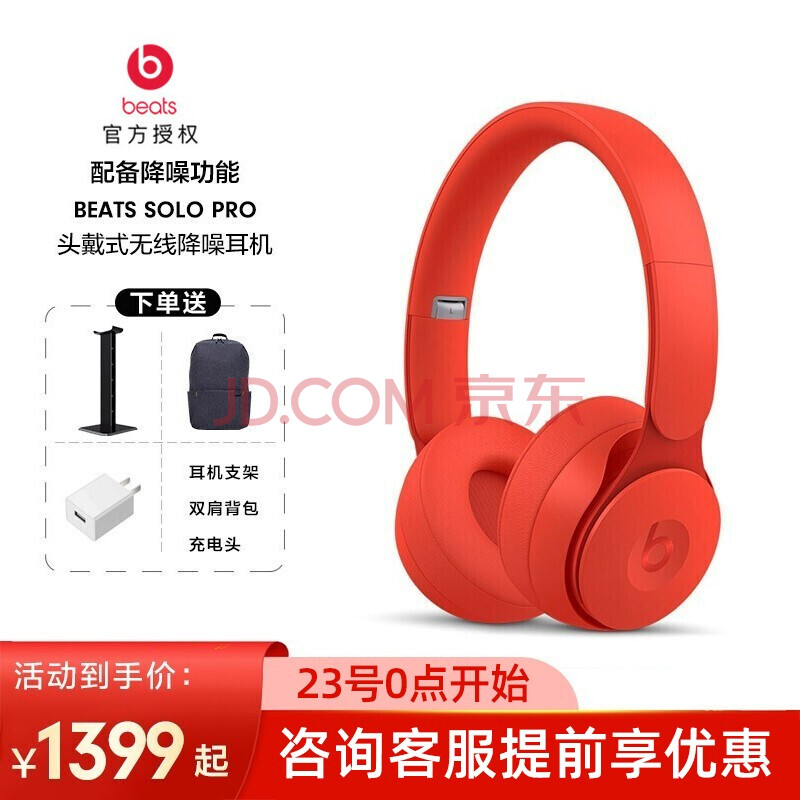 beats
官方授权
配备降噪功能
BEATS SOLO PRO
头戴式无线降噪耳机
下单送
JD.COM 京东
耳机支架
双肩背包
充电头
活动到手价：
¥1399起
23号0点开始
咨询客服提前享优惠